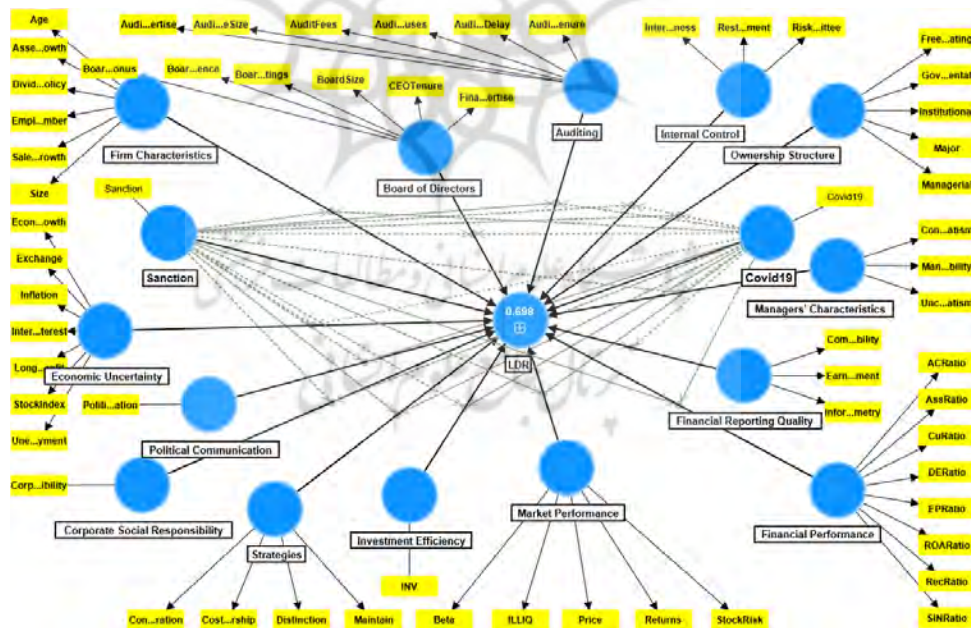 Age
Audi...ertise
Audi...eSize
AuditFees
Audi...uses
Audi...Delay
Audi...enure
Inter...ness
Rest...ment
Risk...ittee
Free...ating
Asse...owth
Boar...onus
Boar...ence
Boar...tings
BoardSize
CEOTenure
Fina...ertise
Gov...ental
Divid...olicy
Institutional
Empl...mber
Auditing
Internal Control
Major
Sale...rowth
Firm Characteristics
Ownership Structure
Board of Directors
Managerial
Size
Sanction
Covid19
Econ...owth
Con...atism
Exchange
Man...bility
Sanction
Covid19
Inflation
Managers' Characteristics
Unc...atism
0.698
Inter...terest
LDR
Com...bility
ACRatio
Economic Uncertainty
Earn...ment
AssRatio
StockIndex
Politi...ation
Financial Reporting Quality
Infor...metry
CuRatio
Une...yment
Political Communication
DERatio
Corp...ibility
EPRatio
Market Performance
Corporate Social Responsibility
Strategies
Investment Efficiency
Financial Performance
ROARatio
INV
RecRatio
Con...ration
Cost...rship
Distinction
Maintain
Beta
ILLIQ
Price
Returns
StockRisk
SINRatio